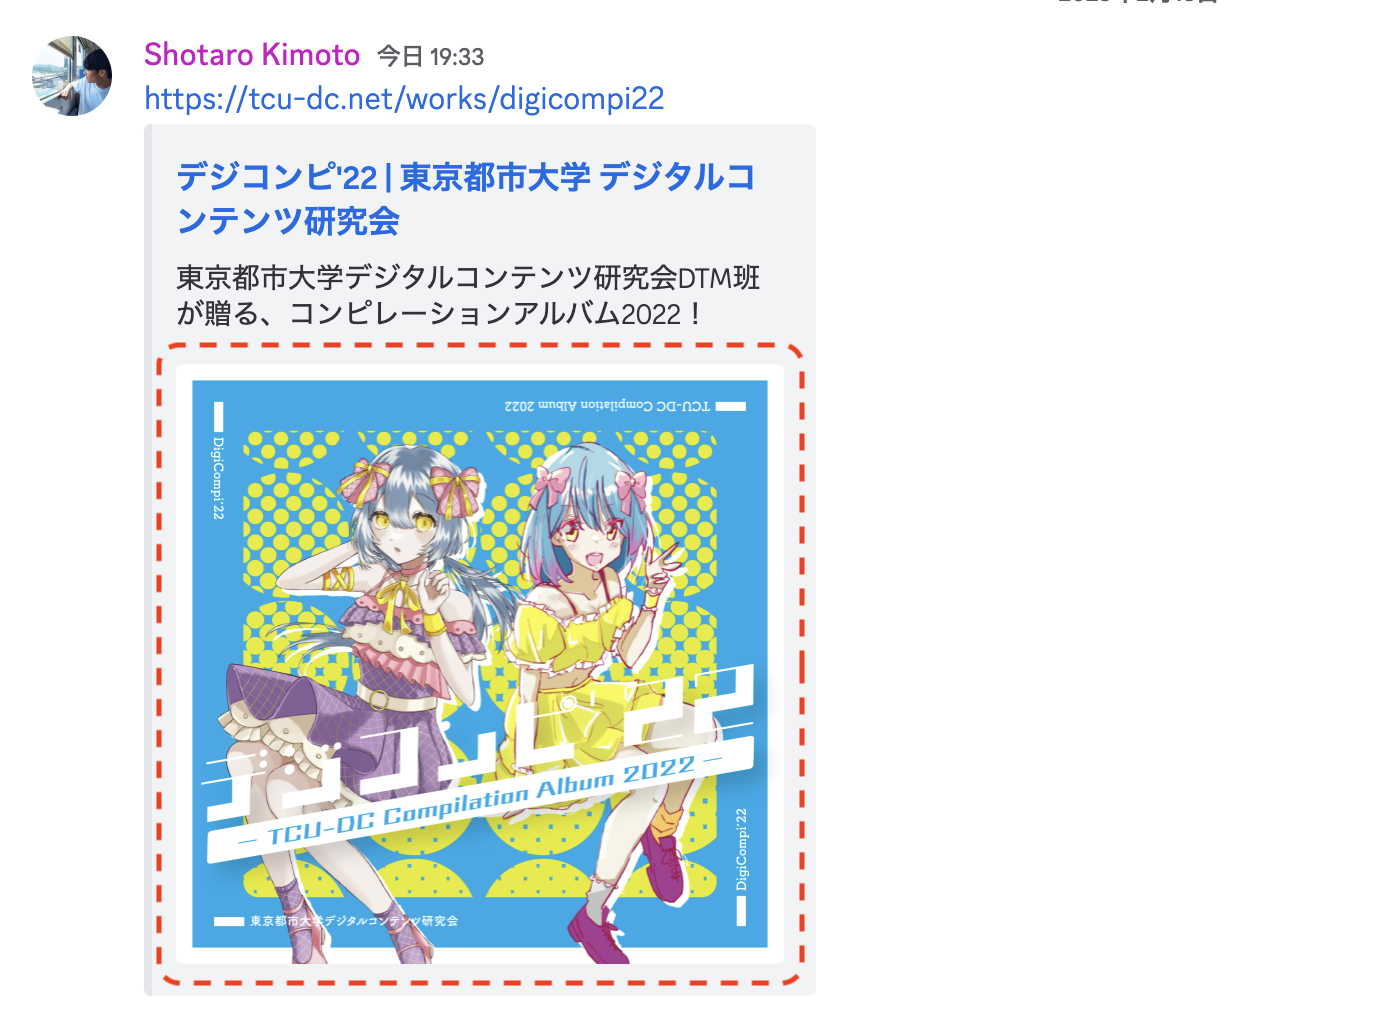 Shotaro Kimoto 今日 19:33
https://tcu-dc.net/works/digicompi22
デジコンピ'22 | 東京都市大学 デジタルコ
ンテンツ研究会
東京都市大学デジタルコンテンツ研究会DTM班
が贈る、コンピレーションアルバム2022！
TCU-DC Compilation Album 2022
DigiCompi'22
デジコンピ 22
— TCU-DC Compilation Album 2022 —
DigiCompi'22
東京都市大学デジタルコンテンツ研究会